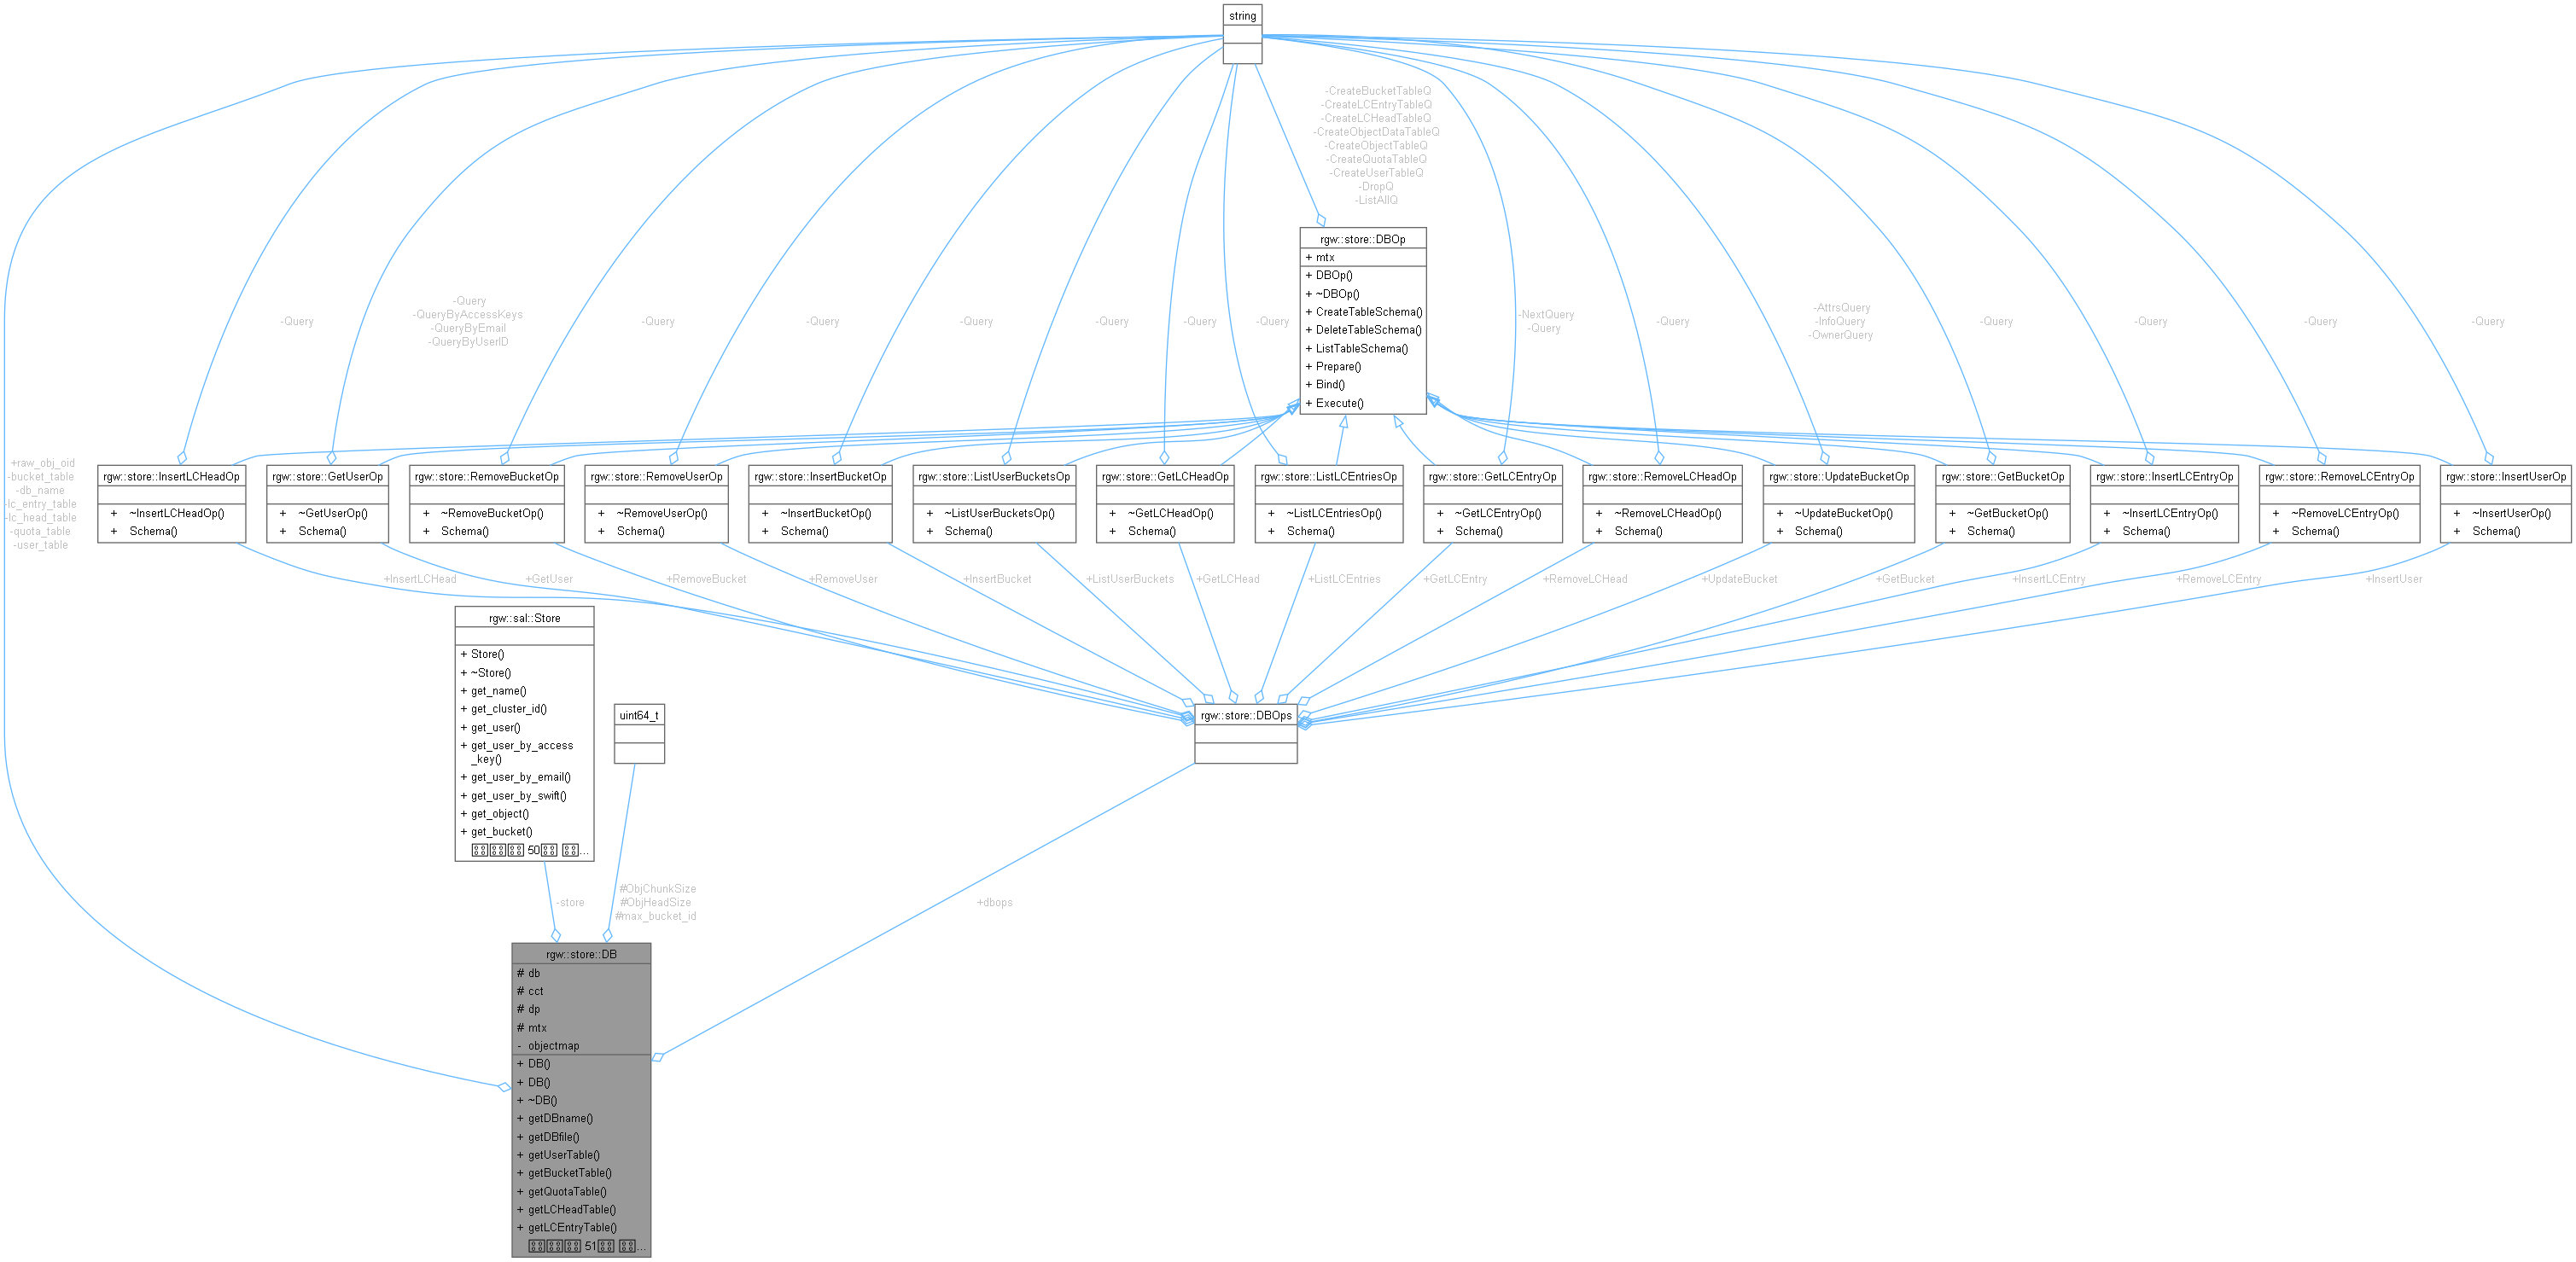 string
-CreateBucketTableQ
-CreateLCEntryTableQ
-CreateLCHeadTableQ
-CreateObjectDataTableQ
-CreateObjectTableQ
-CreateQuotaTableQ
-CreateUserTableQ
-DropQ
-ListAllQ
rgw::store::DBOp
+ mtx
+ DBOp()
+ ~DBOp()
+ CreateTableSchema()
+ DeleteTableSchema()
+ ListTableSchema()
+ Prepare()
+ Bind()
+ Execute()
-Query
-Query
-QueryByAccessKeys
-QueryByEmail
-QueryByUserID
-Query
-Query
-Query
-Query
-Query
-Query
-NextQuery
-Query
-Query
-AttrsQuery
-InfoQuery
-OwnerQuery
-Query
-Query
-Query
-Query
+raw_obj_oid
-bucket_table
-db_name
-lc_entry_table
-lc_head_table
-quota_table
-user_table
rgw::store::InsertLCHeadOp
+ ~InsertLCHeadOp()
+ Schema()
rgw::store::GetUserOp
+ ~GetUserOp()
+ Schema()
rgw::store::RemoveBucketOp
+ ~RemoveBucketOp()
+ Schema()
rgw::store::RemoveUserOp
+ ~RemoveUserOp()
+ Schema()
rgw::store::InsertBucketOp
+ ~InsertBucketOp()
+ Schema()
rgw::store::ListUserBucketsOp
+ ~ListUserBucketsOp()
+ Schema()
rgw::store::GetLCHeadOp
+ ~GetLCHeadOp()
+ Schema()
rgw::store::ListLCEntriesOp
+ ~ListLCEntriesOp()
+ Schema()
rgw::store::GetLCEntryOp
+ ~GetLCEntryOp()
+ Schema()
rgw::store::RemoveLCHeadOp
+ ~RemoveLCHeadOp()
+ Schema()
rgw::store::UpdateBucketOp
+ ~UpdateBucketOp()
+ Schema()
rgw::store::GetBucketOp
+ ~GetBucketOp()
+ Schema()
rgw::store::InsertLCEntryOp
+ ~InsertLCEntryOp()
+ Schema()
rgw::store::RemoveLCEntryOp
+ ~RemoveLCEntryOp()
+ Schema()
rgw::store::InsertUserOp
+ ~InsertUserOp()
+ Schema()
+InsertLCHead
+GetUser
+RemoveBucket
+RemoveUser
+InsertBucket
+ListUserBuckets
+GetLCHead
+ListLCEntries
+GetLCEntry
+RemoveLCHead
+UpdateBucket
+GetBucket
+InsertLCEntry
+RemoveLCEntry
+InsertUser
rgw::sal::Store
+ Store()
+ ~Store()
+ get_name()
+ get_cluster_id()
+ get_user()
+ get_user_by_access
_key()
+ get_user_by_email()
+ get_user_by_swift()
+ get_object()
+ get_bucket()
50 ...
uint64_t
rgw::store::DBOps
-store
#ObjChunkSize
#ObjHeadSize
#max_bucket_id
+dbops
rgw::store::DB
# db
# cct
# dp
# mtx
- objectmap
+ DB()
+ DB()
+ ~DB()
+ getDBname()
+ getDBfile()
+ getUserTable()
+ getBucketTable()
+ getQuotaTable()
+ getLCHeadTable()
+ getLCEntryTable()
51 ...